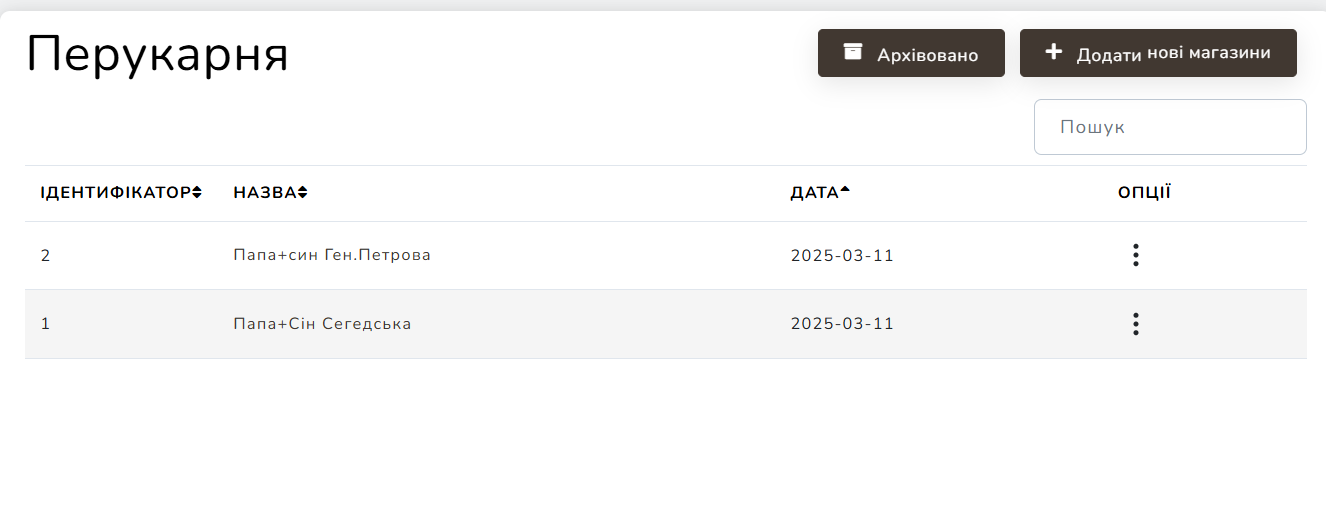 Перукарня
Архівовано
Додати нові магазини
Пошук
ІДЕНТИФІКАТОР НАЗВА ДАТА ОПЦІЇ
2 Папа+син Ген.Петрова 2025-03-11
1 Папа+Сін Сегедська 2025-03-11